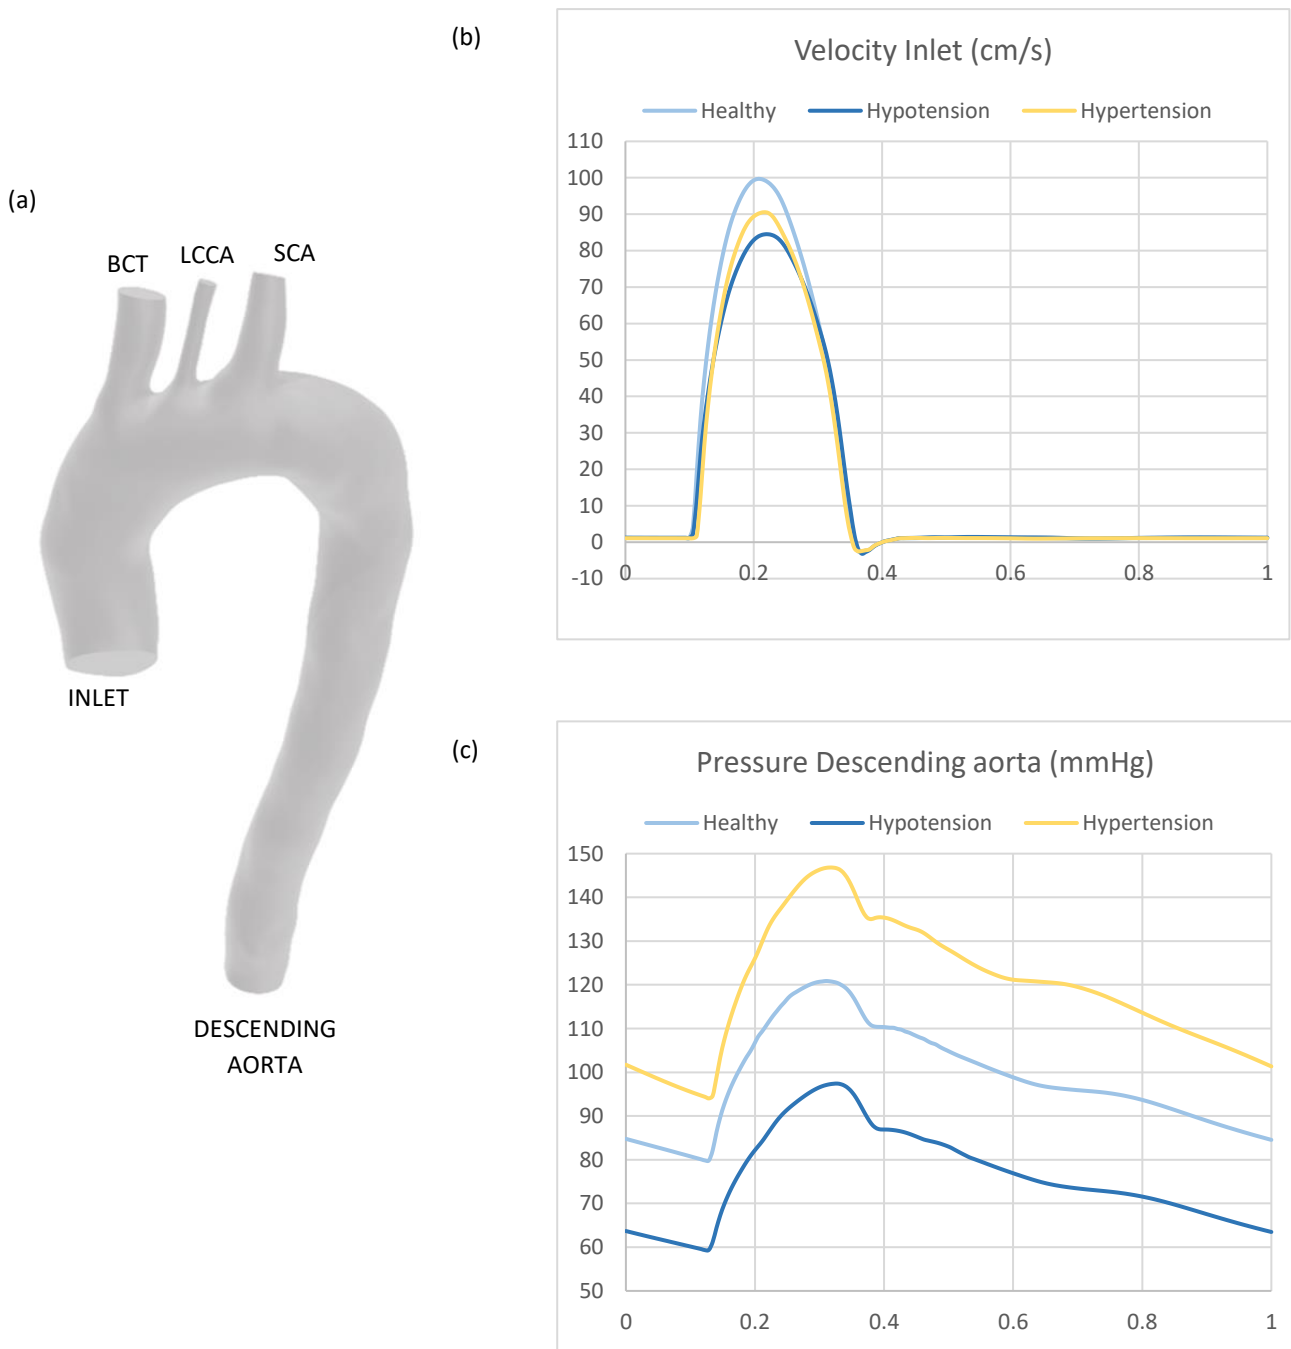 (a)
BCT
LCCA
SCA
INLET
DESCENDING
AORTA
(b)
Velocity Inlet (cm/s)
Healthy Hypotension Hypertension
110
100
90
80
70
60
50
40
30
20
10
0
-10
0 0.2 0.4 0.6 0.8 1
(c)
Pressure Descending aorta (mmHg)
Healthy Hypotension Hypertension
150
140
130
120
110
100
90
80
70
60
50
0 0.2 0.4 0.6 0.8 1